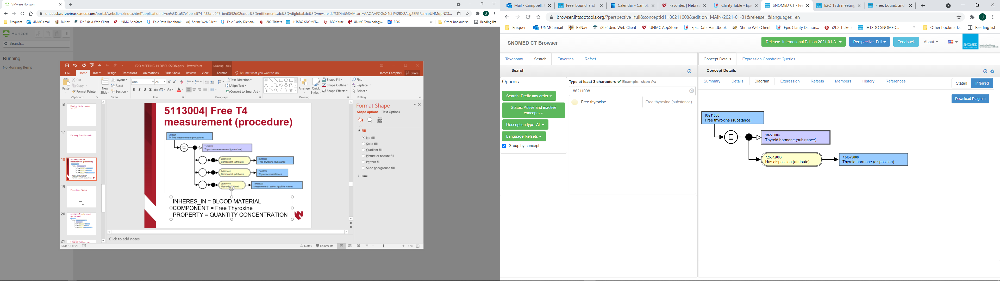 VMware Horizon
onedeskws1.nebraskamed.com/portal/webclient/index.html?applicationId=cn%3Dca57e1eb-e574-433a-a047-bed3f92d02cc,ou%3Dentitlements,dc%3Dvdiglobal,dc%3Dvmware,dc%3Dint&SAMLart=AAQAAFQGuX4ei1%2BX2Acg2EFGRzrnIpUHMqpNZ3...
Frequent UNMC email RxNav i2b2 deid Web Client UNMC AppStore Epic Data Handbook Shrine Web Client Epic Clarity Diction... i2b2 Tickets IHTSDO SNOMED... BD2K trac UNMC Terminology... BOX » Other bookmarks Reading list
Horizon
Search...
Running
No Running Items
E2O MEETING 14 DISCUSSION.pptx - PowerPoint
Drawing Tools
File Home Insert Design Transitions Animations Slide Show Review View Format Tell me what you want to do... James Campbell Share
Paste
Cut
Copy
Format Painter
Clipboard
New Slide
Layout
Reset
Section
Slides
Arial 24
B I U S abc AV Aa A
Font
Text Direction
Align Text
Convert to SmartArt
Paragraph
Arrange
Quick Styles
Shape Fill
Shape Outline
Shape Effects
Drawing
Find
Replace
Select
Editing
16
17
18
19
Procedures Review
20
21
5113004| Free T4
measurement (procedure)
5113004
T4 free measurement (procedure)
72765002
Thyroxine measurement (procedure)
246093002
Component (attribute)
86211008
Free thyroxine (substance)
246093002
Component (attribute)
73187006
Thyroxine (substance)
260686004
129266000
Measurement - action (qualifier value)
INHERES_IN = BLOOD MATERIAL
COMPONENT = Free Thyroxine
PROPERTY = QUANTITY CONCENTRATION
Format Shape
Shape Options Text Options
Fill
No fill
Solid fill
Gradient fill
Picture or texture fill
Pattern fill
Slide background fill
Line
Click to add notes
Slide 18 of 25 Notes Comments 67%
Mail - Campbell, J Free, bound, and Calendar - Campb Favorites | Nebras Clarity Table - Epic SNOMED CT - Fre E2O 13th meeting Free, bound, and
browser.ihtsdotools.org/?perspective=full&conceptId1=86211008&edition=MAIN/2021-01-31&release=&languages=en
Frequent UNMC email RxNav i2b2 deid Web Client UNMC AppStore Epic Data Handbook Shrine Web Client Epic Clarity Diction... i2b2 Tickets IHTSDO SNOMED... » Other bookmarks Reading list
SNOMED CT Browser
Release: International Edition 2021-01-31 Perspective: Full Feedback About
SNOMED International
Leading healthcare terminology, worldwide
Taxonomy Search Favorites Refset
Search
Options
Search: Prefix any order
Status: Active and inactive
concepts
Description type: All
Language Refsets
Group by concept
Type at least 3 characters Example: shou fra
86211008
Free thyroxine Free thyroxine (substance)
Concept Details Expression Constraint Queries
Concept Details
Summary Details Diagram Expression Refsets Members History References
Stated Inferred
Download Diagram
86211008
Free thyroxine (substance)
18220004
Thyroid hormone (substance)
726542003
Has disposition (attribute)
734679000
Thyroid hormone (disposition)